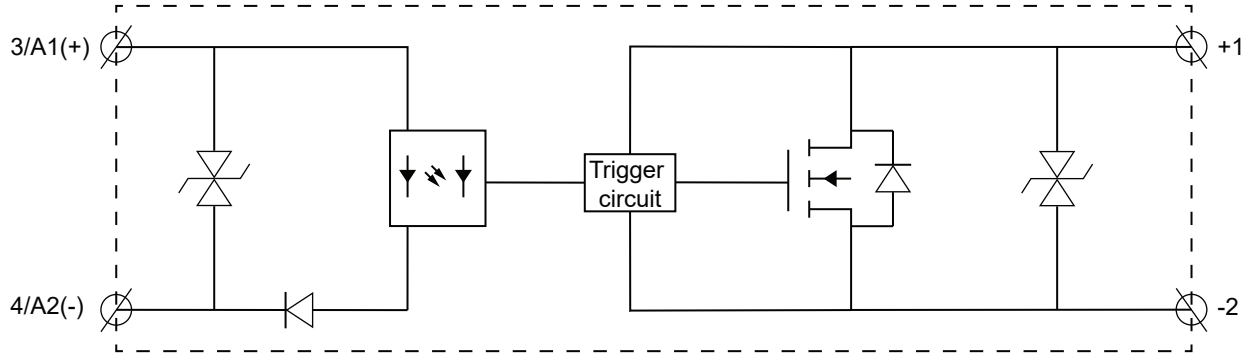 3/A1(+)
+1
Trigger
circuit
4/A2(-)
-2